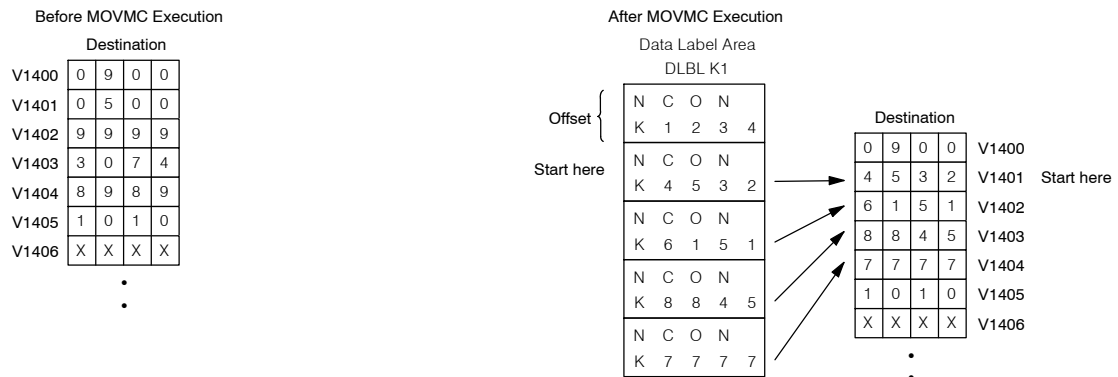 Before MOVMC Execution
Destination
V1400 0 9 0 0
V1401 0 5 0 0
V1402 9 9 9 9
V1403 3 0 7 4
V1404 8 9 8 9
V1405 1 0 1 0
V1406 X X X X
After MOVMC Execution
Data Label Area
DLBL K1
Offset
N C O N
K 1 2 3 4
Start here
N C O N
K 4 5 3 2
N C O N
K 6 1 5 1
N C O N
K 8 8 4 5
N C O N
K 7 7 7 7
Destination
0 9 0 0 V1400
4 5 3 2 V1401 Start here
6 1 5 1 V1402
8 8 4 5 V1403
7 7 7 7 V1404
1 0 1 0 V1405
X X X X V1406